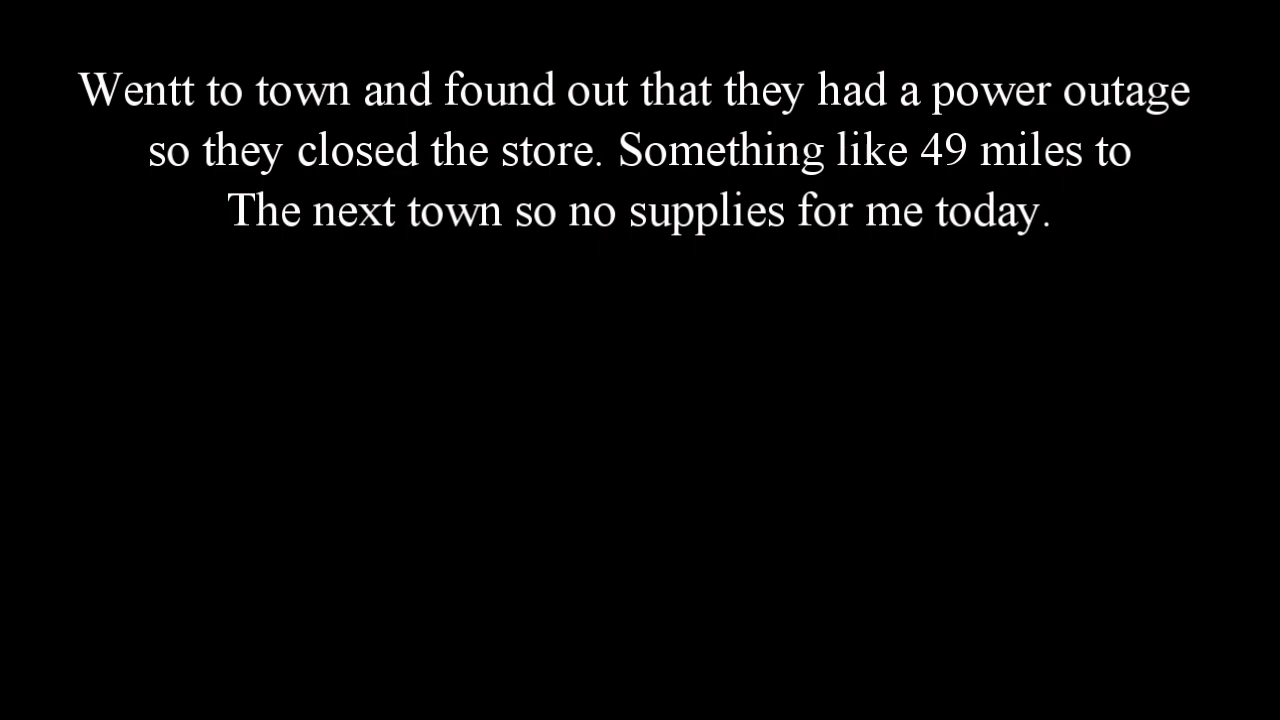 Wentt to town and found out that they had a power outage
so they closed the store. Something like 49 miles to
The next town so no supplies for me today.